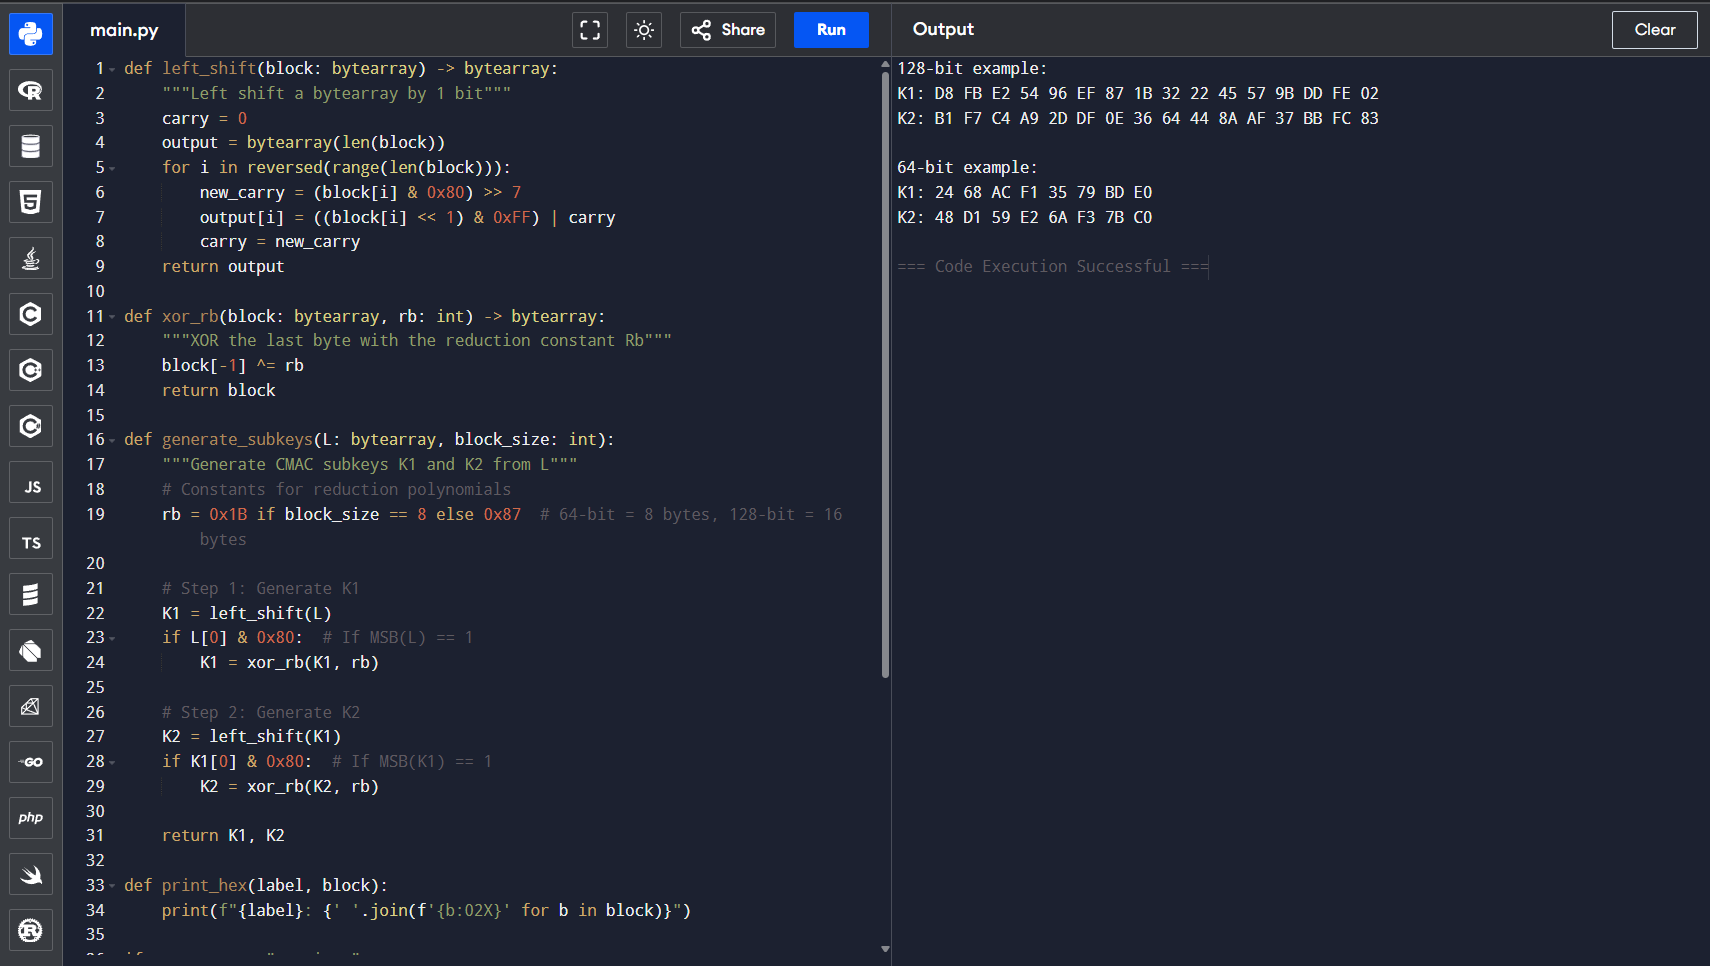 main.py
Share
Run
Output
Clear
R
5
C
C
C
JS
TS
GO
php
R
1 def left_shift(block: bytearray) -> bytearray:
2 """Left shift a bytearray by 1 bit"""
3 carry = 0
4 output = bytearray(len(block))
5 for i in reversed(range(len(block))):
6 new_carry = (block[i] & 0x80) >> 7
7 output[i] = ((block[i] << 1) & 0xFF) | carry
8 carry = new_carry
9 return output
10
11 def xor_rb(block: bytearray, rb: int) -> bytearray:
12 """XOR the last byte with the reduction constant Rb"""
13 block[-1] ^= rb
14 return block
15
16 def generate_subkeys(L: bytearray, block_size: int):
17 """Generate CMAC subkeys K1 and K2 from L"""
18 # Constants for reduction polynomials
19 rb = 0x1B if block_size == 8 else 0x87 # 64-bit = 8 bytes, 128-bit = 16
bytes
20
21 # Step 1: Generate K1
22 K1 = left_shift(L)
23 if L[0] & 0x80: # If MSB(L) == 1
24 K1 = xor_rb(K1, rb)
25
26 # Step 2: Generate K2
27 K2 = left_shift(K1)
28 if K1[0] & 0x80: # If MSB(K1) == 1
29 K2 = xor_rb(K2, rb)
30
31 return K1, K2
32
33 def print_hex(label, block):
34 print(f"{label}: {' '.join(f'{b:02X}' for b in block)}")
35
128-bit example:
K1: D8 FB E2 54 96 EF 87 1B 32 22 45 57 9B DD FE 02
K2: B1 F7 C4 A9 2D DF 0E 36 64 44 8A AF 37 BB FC 83
64-bit example:
K1: 24 68 AC F1 35 79 BD E0
K2: 48 D1 59 E2 6A F3 7B C0
=== Code Execution Successful ===